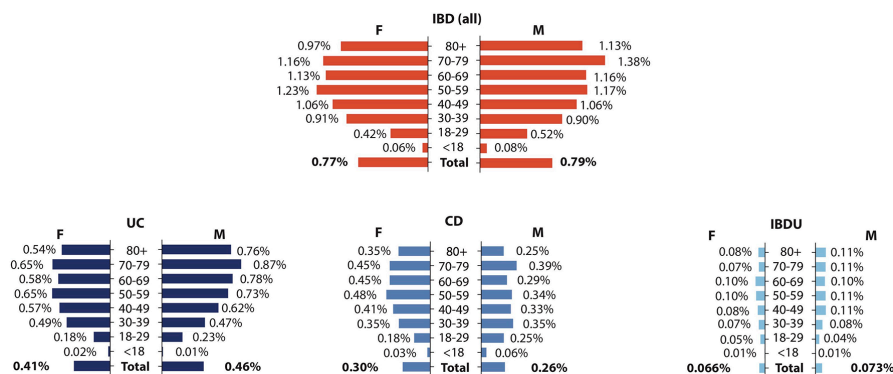 IBD (all)
F M
0.97% 80+ 1.13%
1.16% 70-79 1.38%
1.13% 60-69 1.16%
1.23% 50-59 1.17%
1.06% 40-49 1.06%
0.91% 30-39 0.90%
0.42% 18-29 0.52%
0.06% <18 0.08%
0.77% Total 0.79%
UC
F M
0.54% 80+ 0.76%
0.65% 70-79 0.87%
0.58% 60-69 0.78%
0.65% 50-59 0.73%
0.57% 40-49 0.62%
0.49% 30-39 0.47%
0.18% 18-29 0.23%
0.02% <18 0.01%
0.41% Total 0.46%
CD
F M
0.35% 80+ 0.25%
0.45% 70-79 0.39%
0.45% 60-69 0.29%
0.48% 50-59 0.34%
0.41% 40-49 0.33%
0.35% 30-39 0.35%
0.18% 18-29 0.25%
0.03% <18 0.06%
0.30% Total 0.26%
IBDU
F M
0.08% 80+ 0.11%
0.07% 70-79 0.11%
0.10% 60-69 0.10%
0.10% 50-59 0.11%
0.08% 40-49 0.11%
0.07% 30-39 0.08%
0.05% 18-29 0.04%
0.01% <18 0.01%
0.066% Total 0.073%